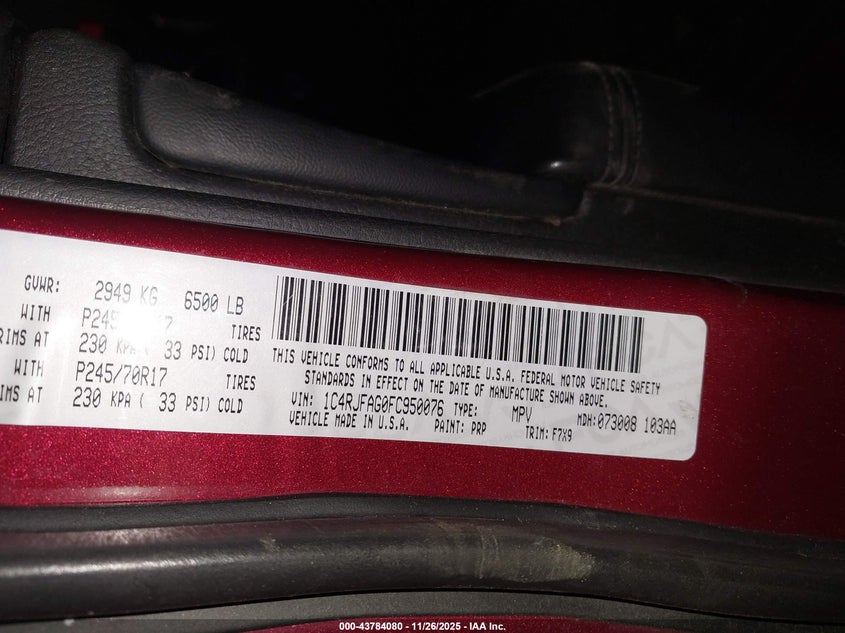 GVWR: 2949 KG 6500 LB
WITH P245 17 TIRES
RIMS AT 230 KPA ( 33 PSI) COLD
WITH P245/70R17 TIRES
RIMS AT 230 KPA ( 33 PSI) COLD
THIS VEHICLE CONFORMS TO ALL APPLICABLE U.S.A. FEDERAL MOTOR VEHICLE SAFETY
STANDARDS IN EFFECT ON THE DATE OF MANUFACTURE SHOWN ABOVE.
VIN: 1C4RJFAG0FC950076 TYPE: MPV MDH: 073008 103AA
VEHICLE MADE IN U.S.A. PAINT: PRP TRIM: F7X9
000-43784080 - 11/26/2025 - IAA Inc.